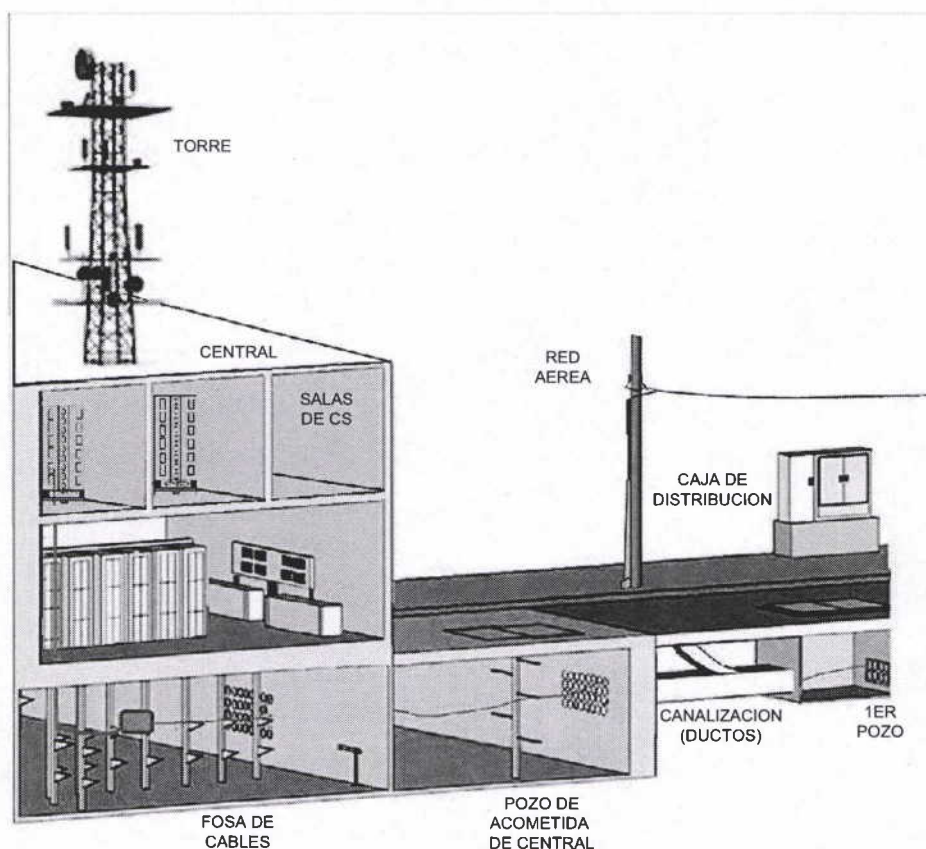 TORRE
CENTRAL
SALAS
DE CS
RED
AEREA
CAJA DE
DISTRIBUCION
CANALIZACION
(DUCTOS)
1ER
POZO
FOSA DE
CABLES
POZO DE
ACOMETIDA
DE CENTRAL